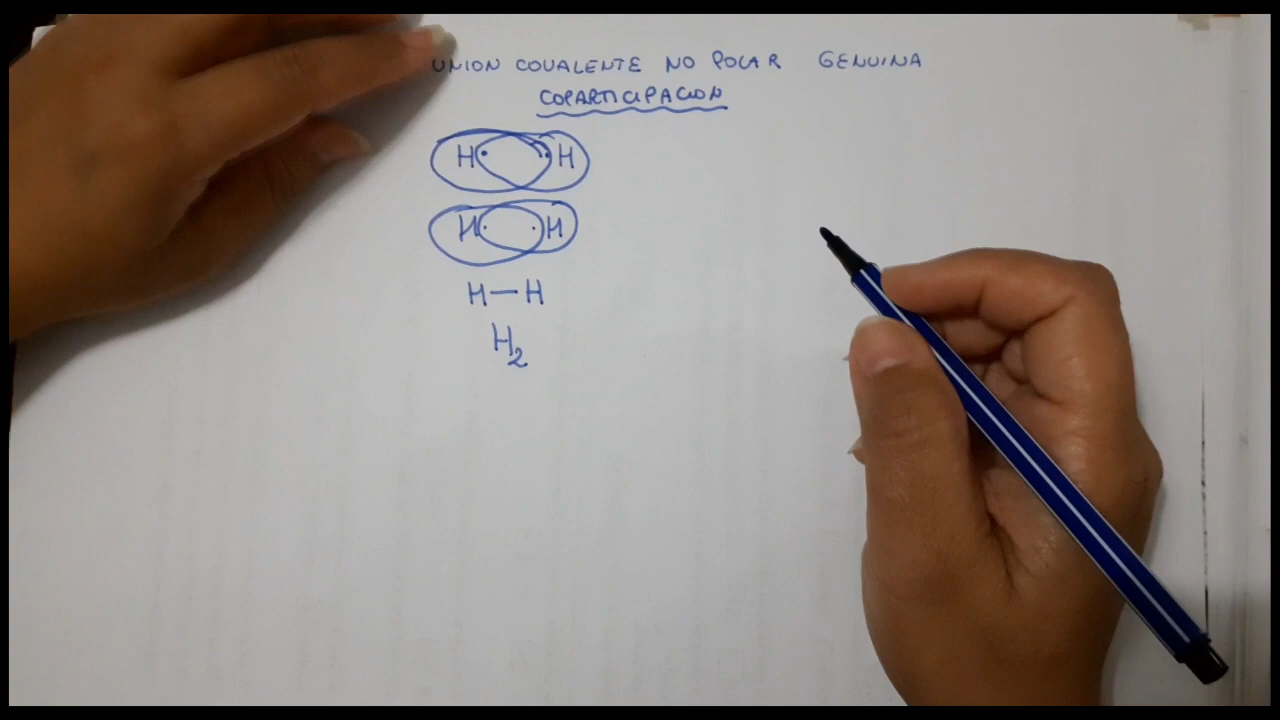 UNION COVALENTE NO POLAR GENUINA
COPARTICIPACION
H· ·H
H· ·H
H—H
H₂